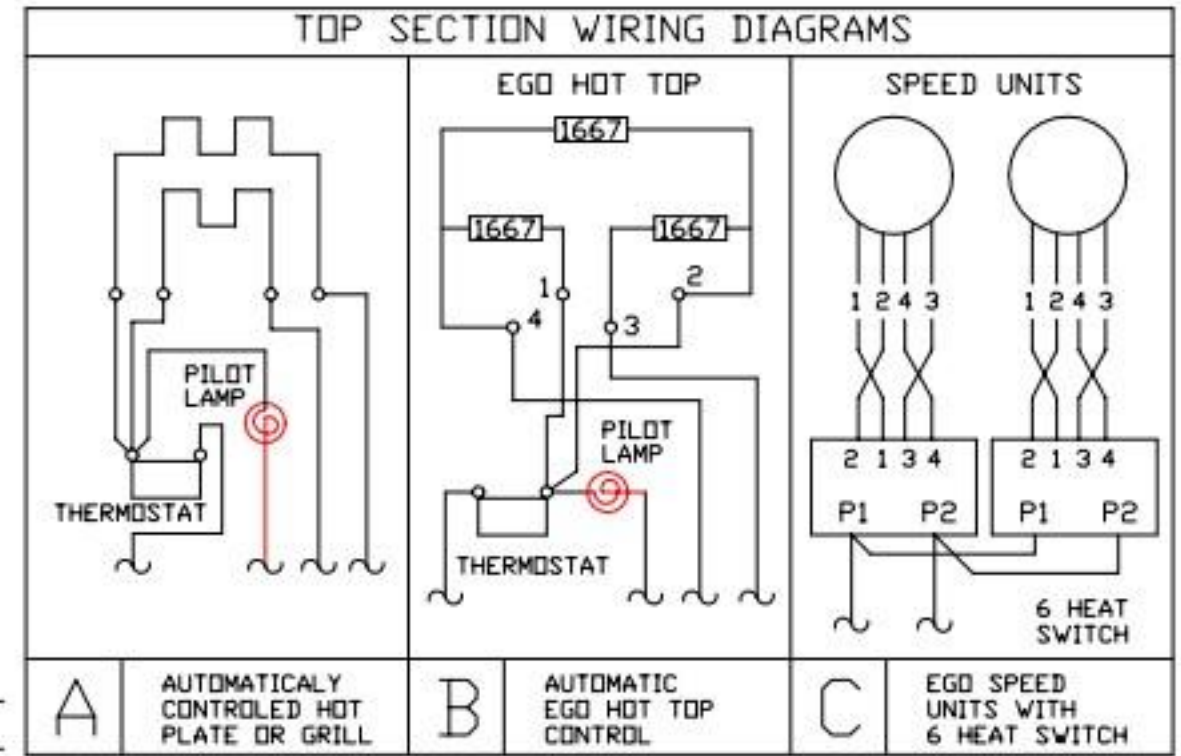 TOP SECTION WIRING DIAGRAMS
PILOT
LAMP
THERMOSTAT
A
AUTOMATICALY
CONTROLED HOT
PLATE OR GRILL
EGO HOT TOP
1667
1667
1667
1
2
4
3
PILOT
LAMP
THERMOSTAT
B
AUTOMATIC
EGO HOT TOP
CONTROL
SPEED UNITS
1 2 4 3
1 2 4 3
2 1 3 4
2 1 3 4
P1 P2
P1 P2
6 HEAT
SWITCH
C
EGO SPEED
UNITS WITH
6 HEAT SWITCH